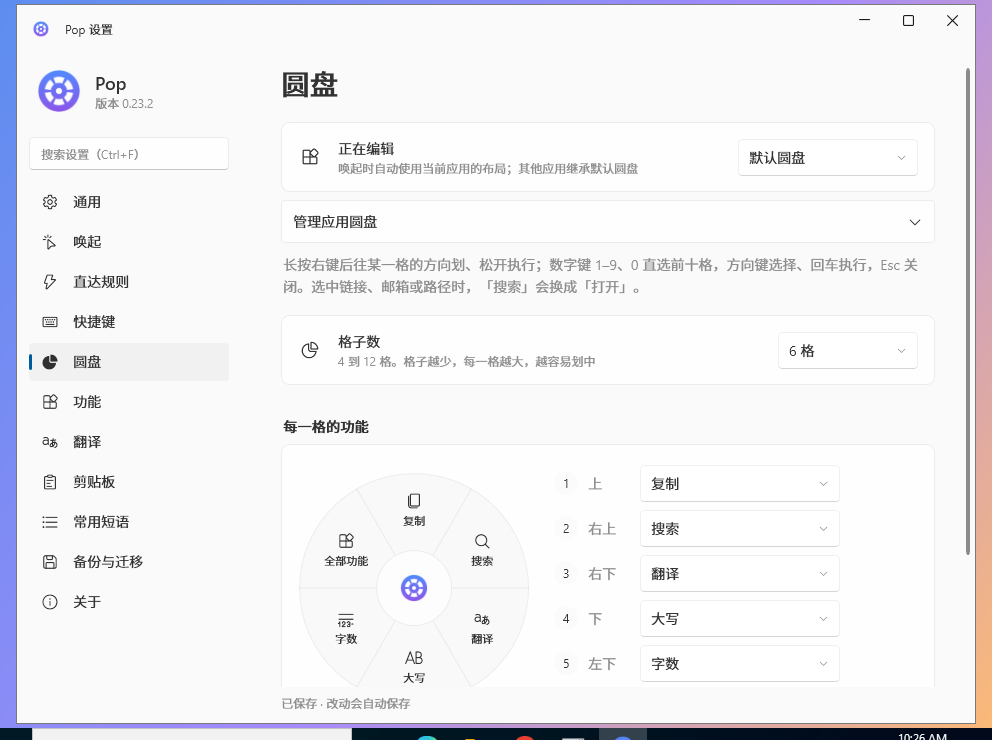 Pop 设置
Pop
版本 0.23.2
搜索设置（Ctrl+F）
通用
唤起
直达规则
快捷键
圆盘
功能
翻译
剪贴板
常用短语
备份与迁移
关于
圆盘
正在编辑
唤起时自动使用当前应用的布局；其他应用继承默认圆盘
默认圆盘
管理应用圆盘
长按右键后往某一格的方向划、松开执行；数字键 1–9、0 直选前十格，方向键选择、回车执行，Esc 关
闭。选中链接、邮箱或路径时，「搜索」会换成「打开」。
格子数
4 到 12 格。格子越少，每一格越大，越容易划中
6 格
每一格的功能
复制
全部功能
搜索
字数
翻译
AB
大写
1 上 复制
2 右上 搜索
3 右下 翻译
4 下 大写
5 左下 字数
已保存 · 改动会自动保存
10:26 AM